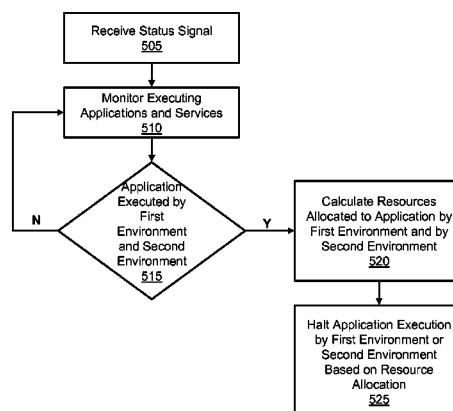 Receive Status Signal
505
Monitor Executing
Applications and Services
510
Application
Executed by
First
Environment
and Second
Environment
515
N
Y
Calculate Resources
Allocated to Application by
First Environment and by
Second Environment
520
Halt Application Execution
by First Environment or
Second Environment
Based on Resource
Allocation
525